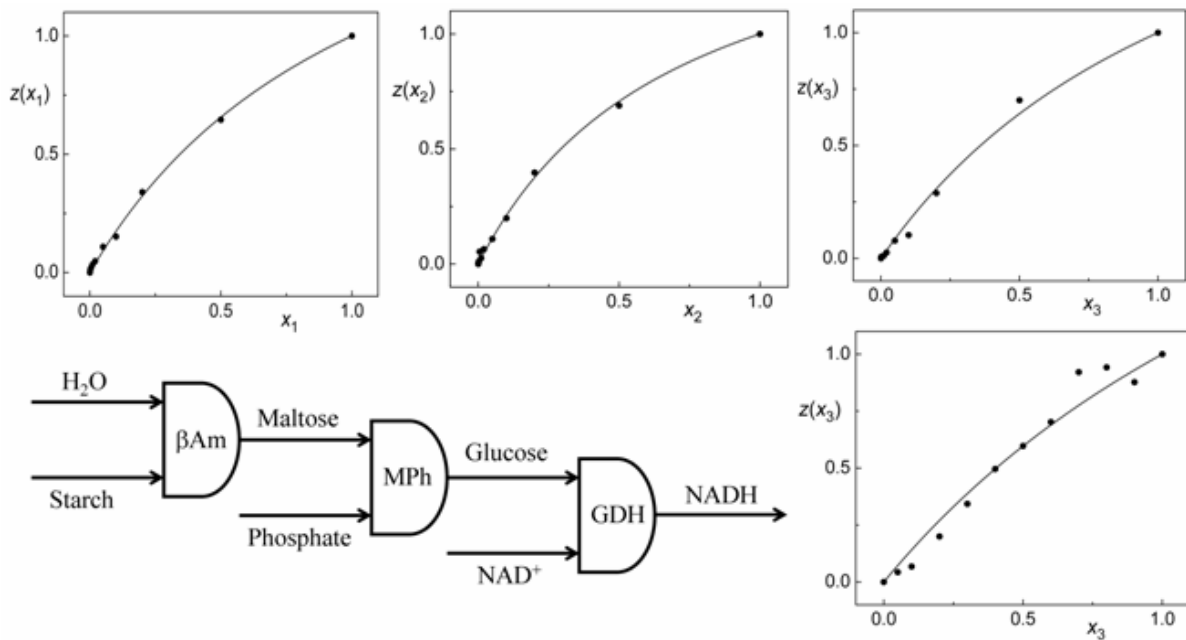 1.0
z(x₁)
0.5
0.0
0.0 0.5 1.0
x₁
1.0
z(x₂)
0.5
0.0
0.0 0.5 1.0
x₂
1.0
z(x₃)
0.5
0.0
0.0 0.5 1.0
x₃
H₂O
Starch
βAm
Maltose
Phosphate
MPh
Glucose
NAD⁺
GDH
NADH
1.0
z(x₃)
0.5
0.0
0.0 0.5 1.0
x₃